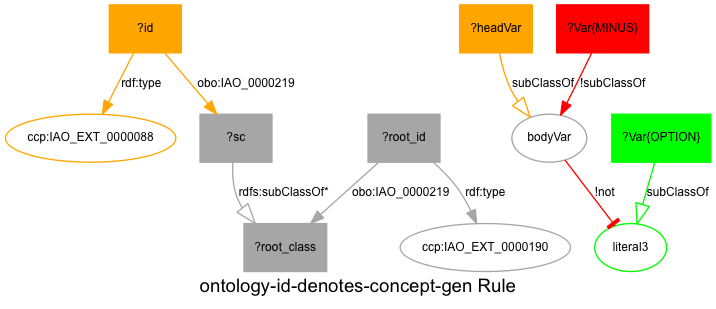 ?id
?headVar
?Var{MINUS}
rdf:type
obo:IAO_0000219
subClassOf
!subClassOf
ccp:IAO_EXT_0000088
?sc
?root_id
bodyVar
?Var{OPTION}
rdfs:subClassOf*
obo:IAO_0000219
rdf:type
!not
subClassOf
?root_class
ccp:IAO_EXT_0000190
literal3
ontology-id-denotes-concept-gen Rule